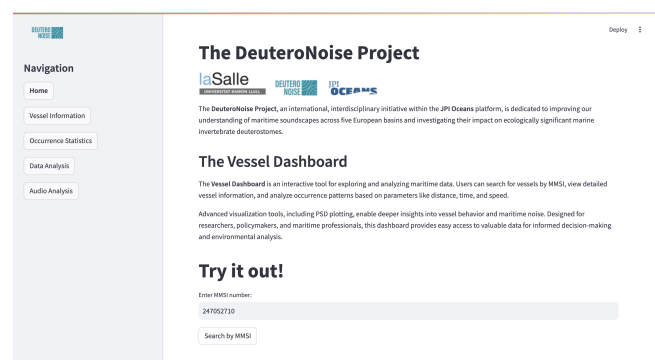 DEUTERO
NOISE
Deploy
Navigation
Home
Vessel Information
Occurrence Statistics
Data Analysis
Audio Analysis
The DeuteroNoise Project
laSalle
UNIVERSITAT RAMON LLULL
DEUTERO
NOISE
JPI
OCEANS
The DeuteroNoise Project, an international, interdisciplinary initiative within the JPI Oceans platform, is dedicated to improving our
understanding of maritime soundscapes across five European basins and investigating their impact on ecologically significant marine
invertebrate deuterostomes.
The Vessel Dashboard
The Vessel Dashboard is an interactive tool for exploring and analyzing maritime data. Users can search for vessels by MMSI, view detailed
vessel information, and analyze occurrence patterns based on parameters like distance, time, and speed.
Advanced visualization tools, including PSD plotting, enable deeper insights into vessel behavior and maritime noise. Designed for
researchers, policymakers, and maritime professionals, this dashboard provides easy access to valuable data for informed decision-making
and environmental analysis.
Try it out!
Enter MMSI number:
247052710
Search by MMSI